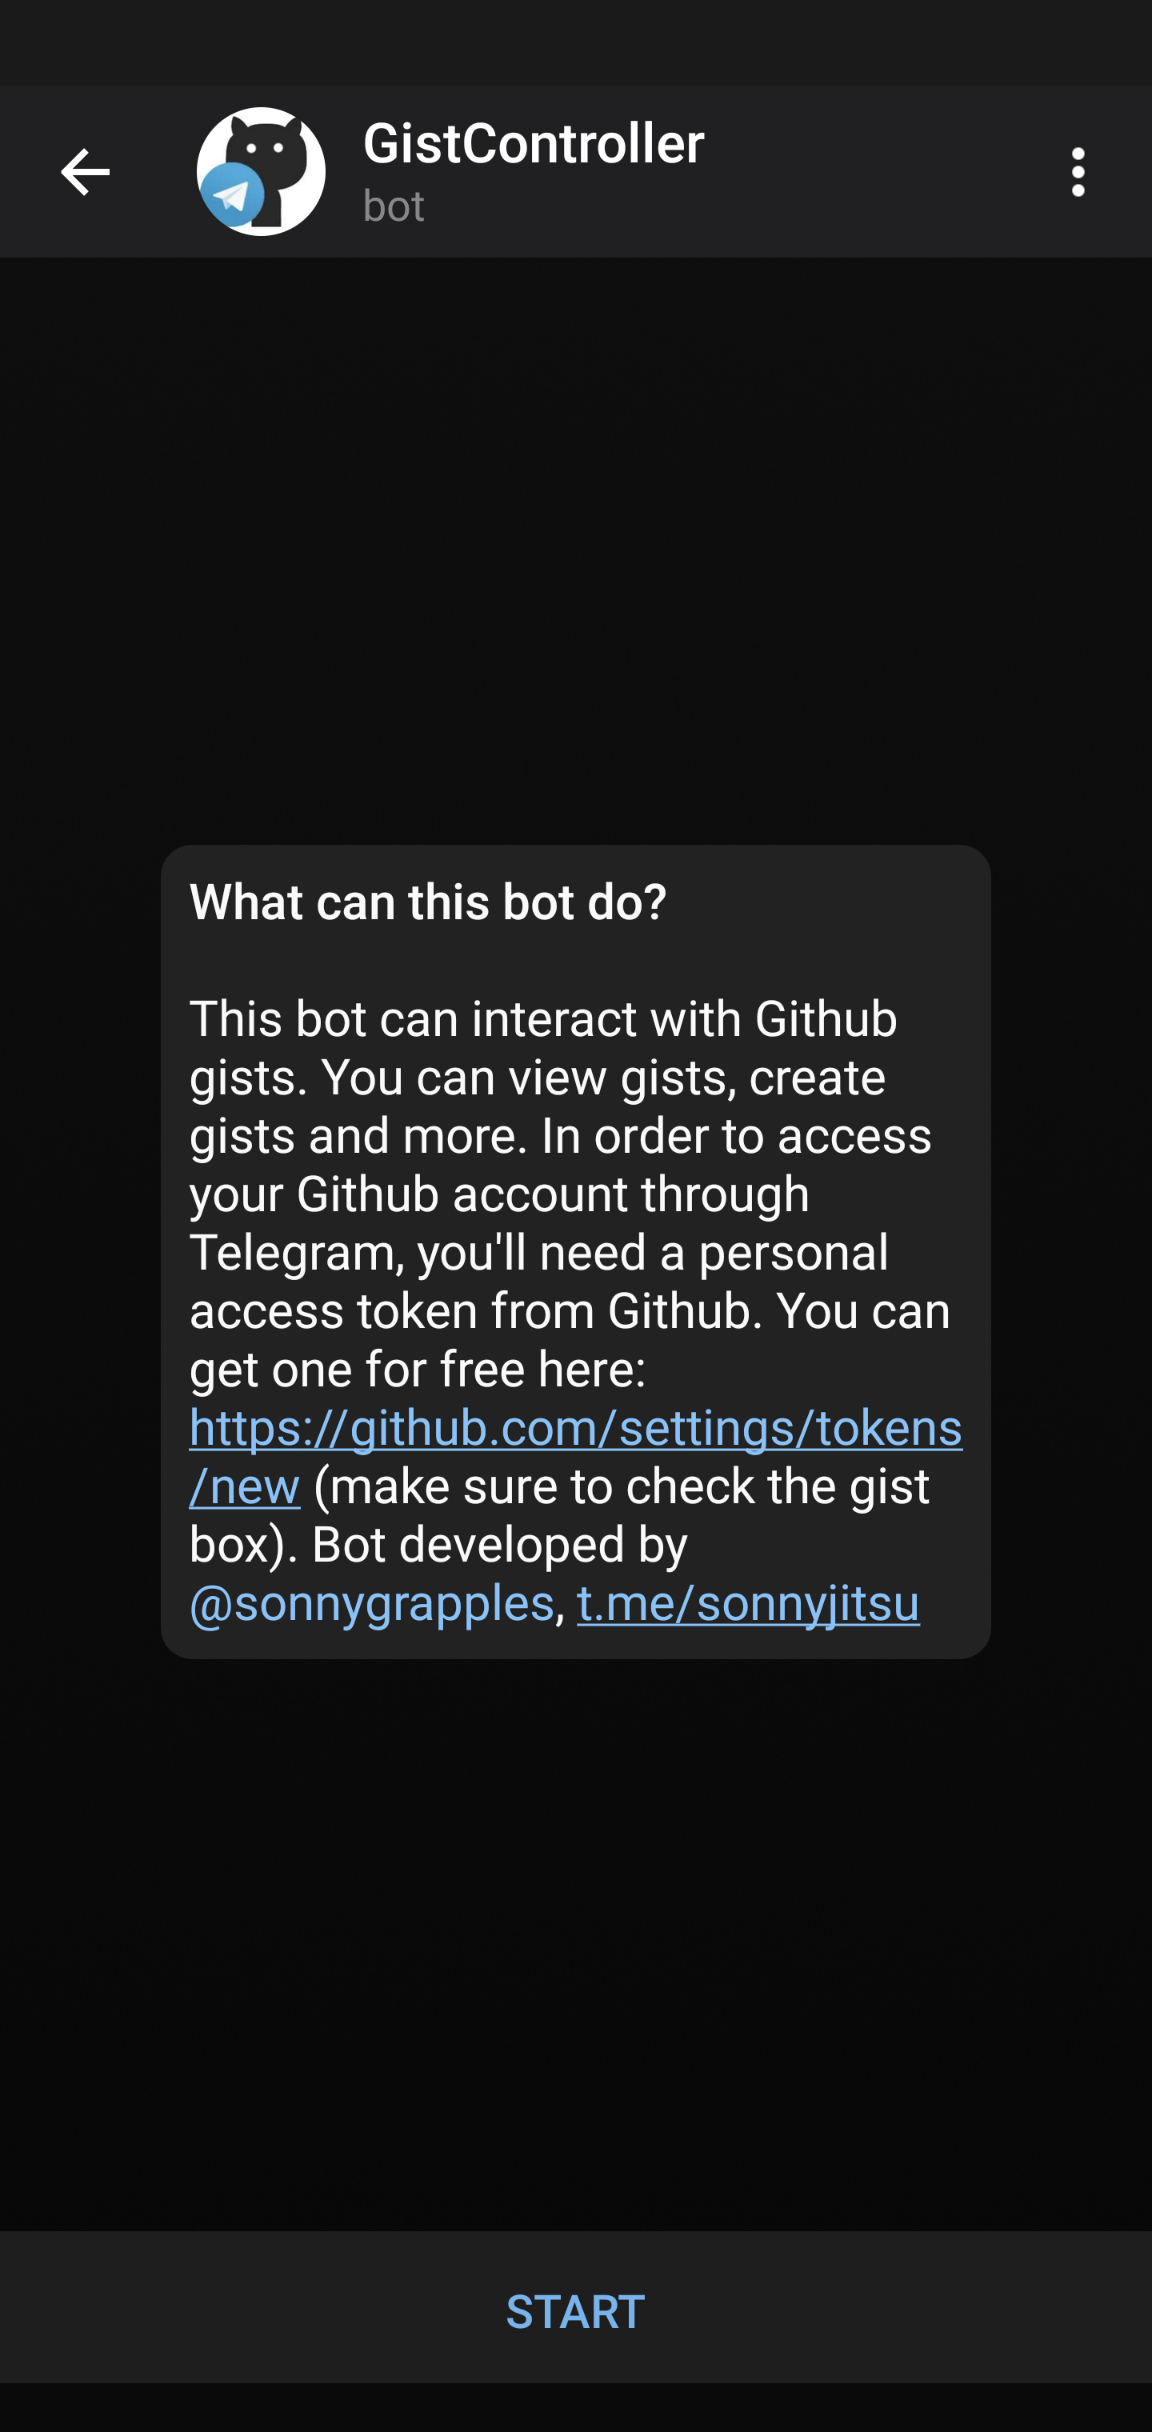 GistController
bot
What can this bot do?
This bot can interact with Github
gists. You can view gists, create
gists and more. In order to access
your Github account through
Telegram, you'll need a personal
access token from Github. You can
get one for free here:
https://github.com/settings/tokens
/new (make sure to check the gist
box). Bot developed by
@sonnygrapples, t.me/sonnyjitsu
START